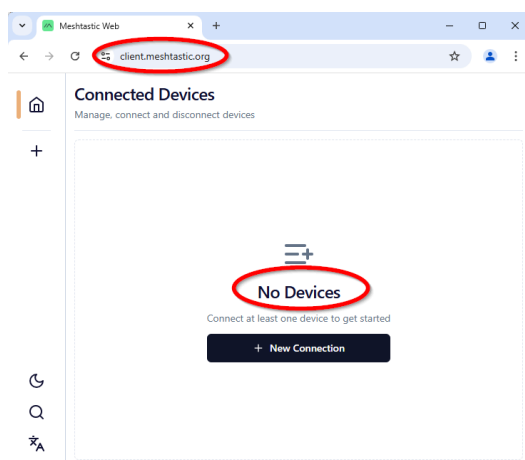 Meshtastic Web
client.meshtastic.org
Connected Devices
Manage, connect and disconnect devices
No Devices
Connect at least one device to get started
+ New Connection